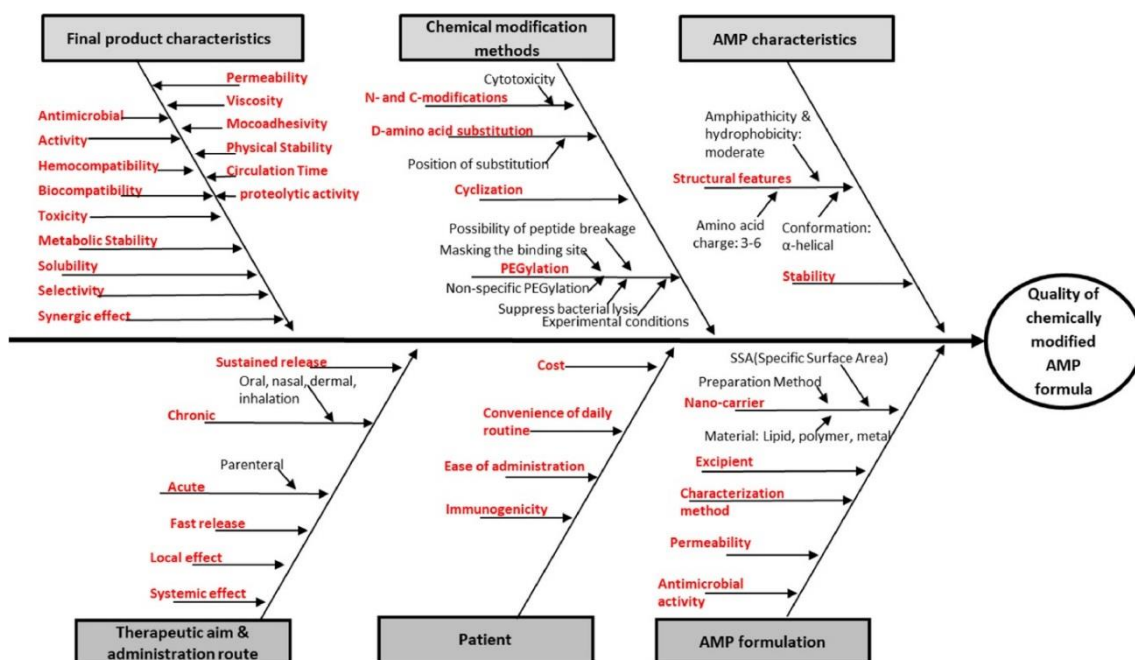 Final product characteristics
Permeability
Viscosity
Antimicrobial
Mocoadhesivity
Activity
Physical Stability
Hemocompatibility
Circulation Time
Biocompatibility
proteolytic activity
Toxicity
Metabolic Stability
Solubility
Selectivity
Synergic effect
Chemical modification
methods
Cytotoxicity
N- and C-modifications
D-amino acid substitution
Position of substitution
Cyclization
Possibility of peptide breakage
Masking the binding site
PEGylation
Non-specific PEGylation
Suppress bacterial lysis
Experimental conditions
AMP characteristics
Amphipathicity &
hydrophobicity:
moderate
Structural features
Amino acid
charge: 3-6
Conformation:
α-helical
Stability
Quality of
chemically
modified
AMP
formula
Sustained release
Oral, nasal, dermal,
inhalation
Chronic
Parenteral
Acute
Fast release
Local effect
Systemic effect
Therapeutic aim &
administration route
Cost
Convenience of daily
routine
Ease of administration
Immunogenicity
Patient
SSA(Specific Surface Area)
Preparation Method
Nano-carrier
Material: Lipid, polymer, metal
Excipient
Characterization
method
Permeability
Antimicrobial
activity
AMP formulation